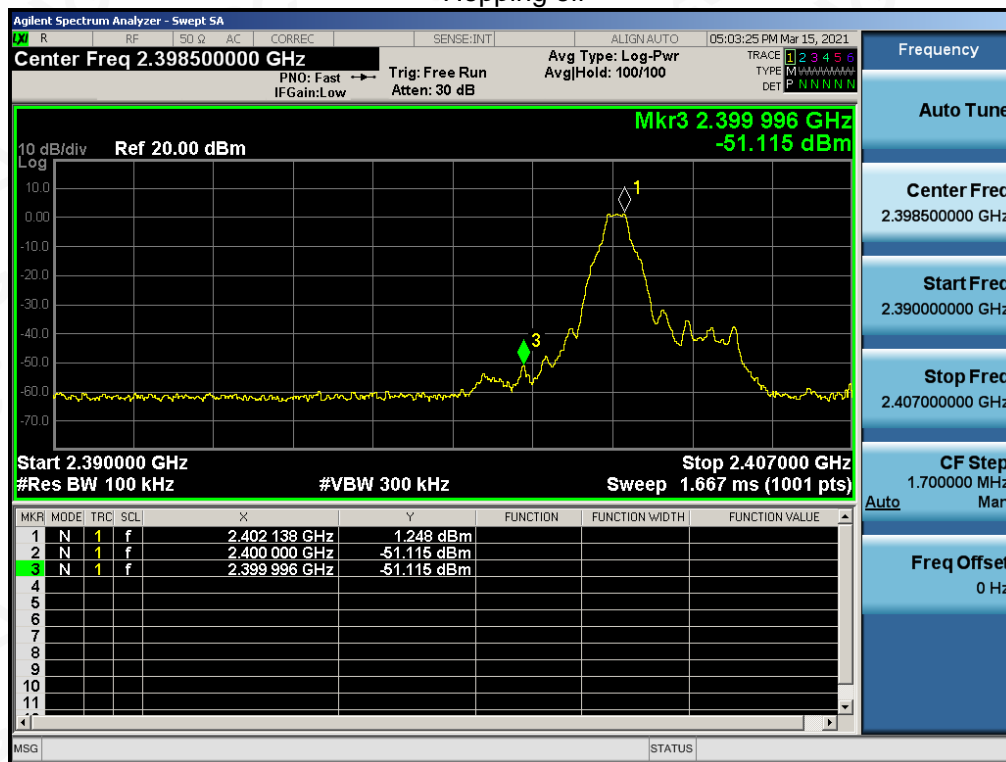 Agilent Spectrum Analyzer - Swept SA
LXI R RF 50 Ω AC CORREC SENSE:INT ALIGN AUTO 05:03:25 PM Mar 15, 2021
Center Freq 2.398500000 GHz
PNO: Fast
IFGain:Low
Trig: Free Run
Atten: 30 dB
Avg Type: Log-Pwr
Avg|Hold: 100/100
TRACE 1 2 3 4 5 6
TYPE M
DET P N N N N N
Mkr3 2.399 996 GHz
-51.115 dBm
10 dB/div Ref 20.00 dBm
Log
10.0
0.00
-10.0
-20.0
-30.0
-40.0
-50.0
-60.0
-70.0
1
3
Start 2.390000 GHz Stop 2.407000 GHz
#Res BW 100 kHz #VBW 300 kHz Sweep 1.667 ms (1001 pts)
MKR MODE TRC SCL X Y FUNCTION FUNCTION WIDTH FUNCTION VALUE
1 N 1 f 2.402 138 GHz 1.248 dBm
2 N 1 f 2.400 000 GHz -51.115 dBm
3 N 1 f 2.399 996 GHz -51.115 dBm
4
5
6
7
8
9
10
11
MSG STATUS
Frequency
Auto Tune
Center Freq
2.398500000 GHz
Start Freq
2.390000000 GHz
Stop Freq
2.407000000 GHz
CF Step
1.700000 MHz
Auto Man
Freq Offset
0 Hz